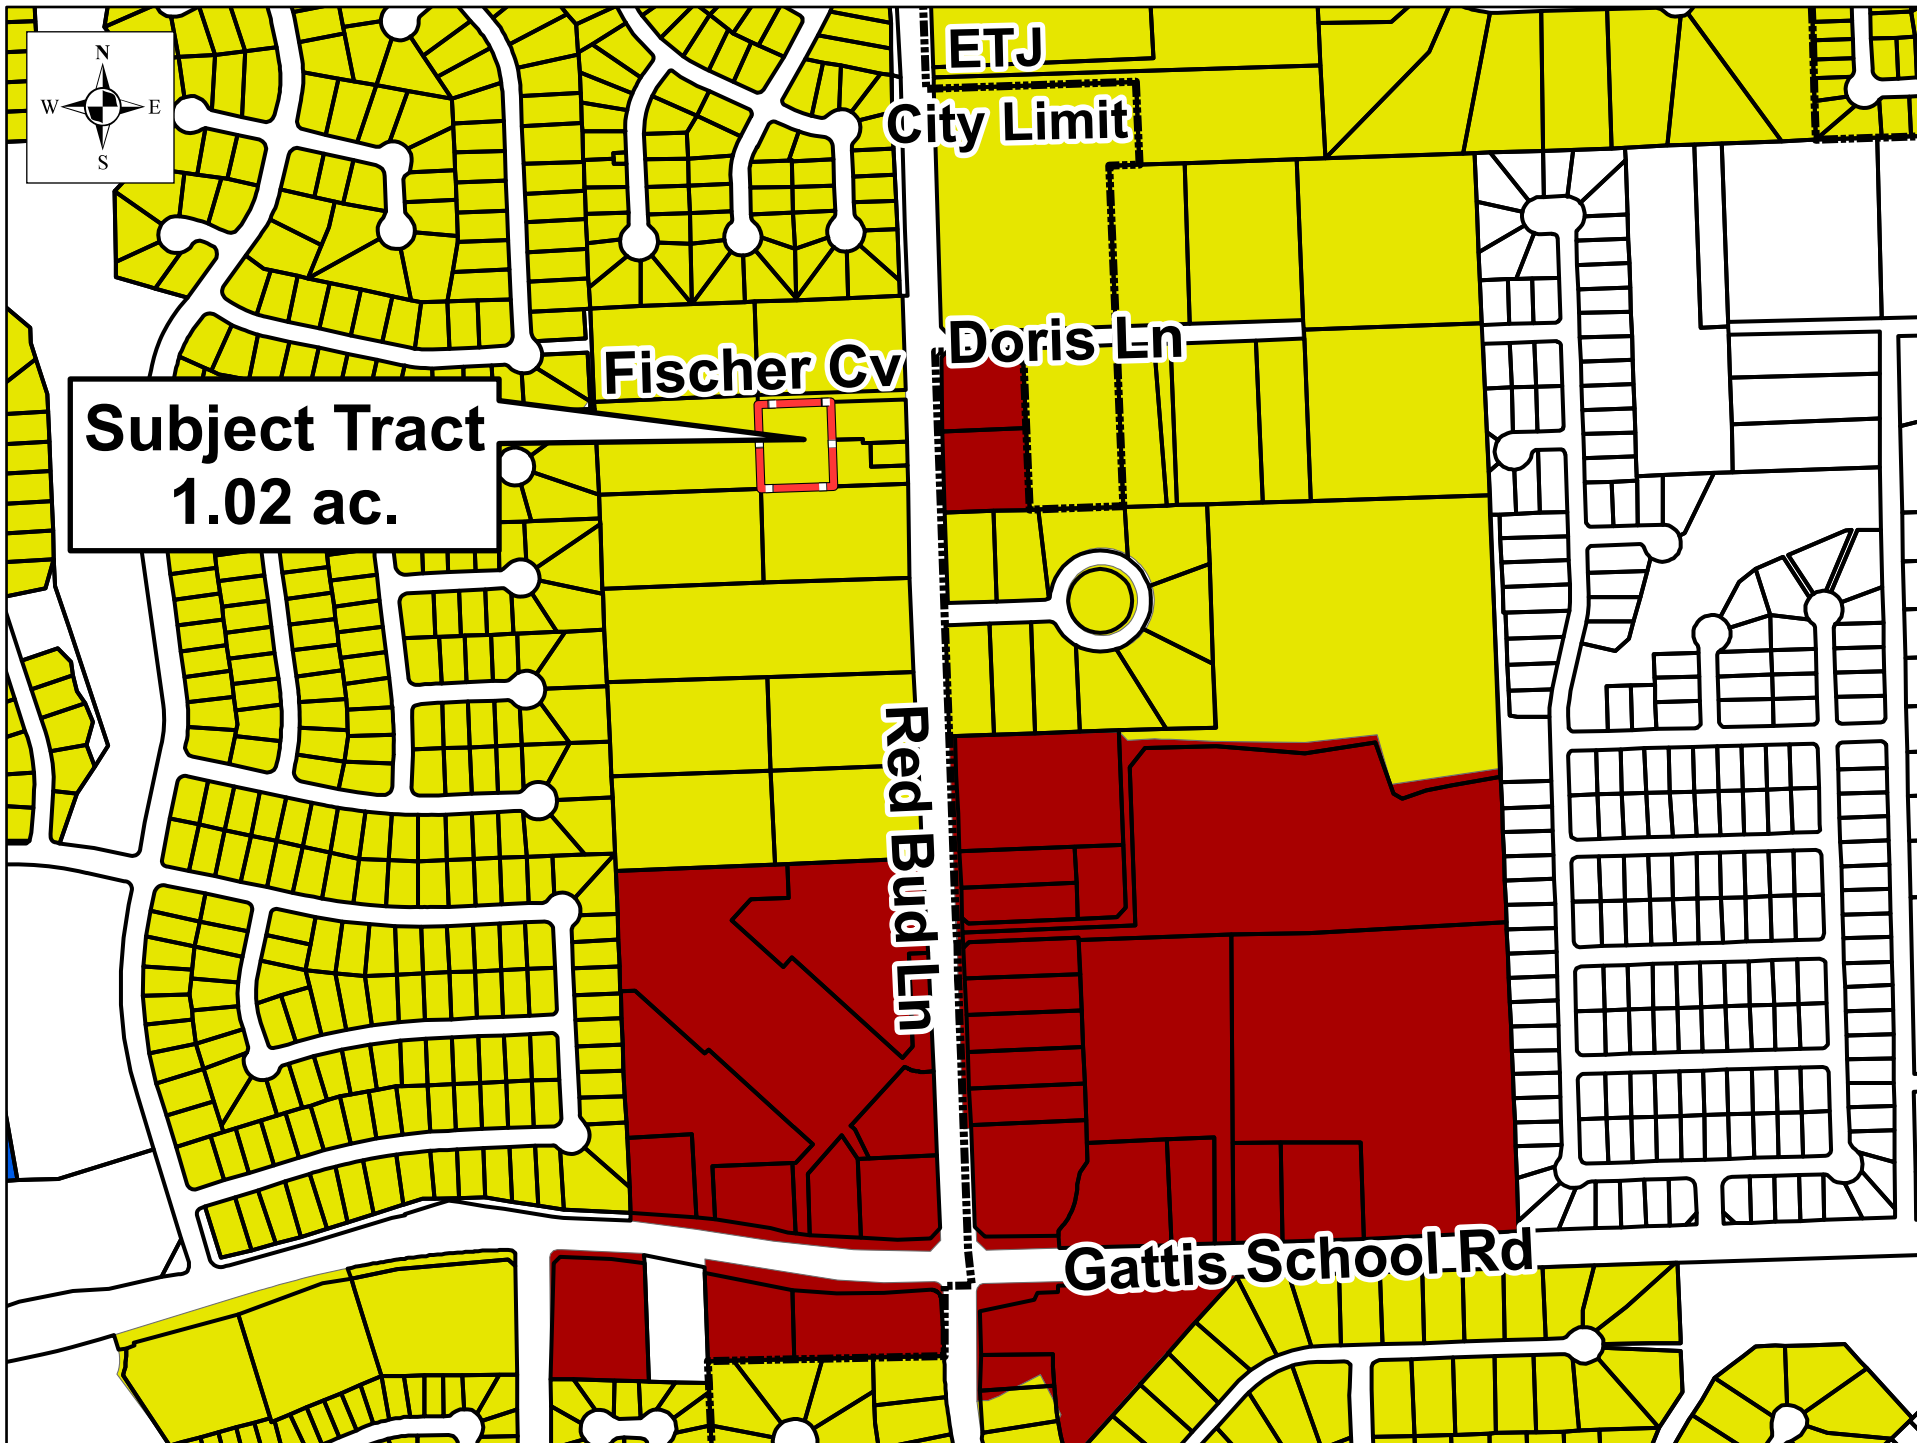 N
W E
S
ETJ
City Limit
Doris Ln
Fischer Cv
Subject Tract
1.02 ac.
Red Bud Ln
Gattis School Rd